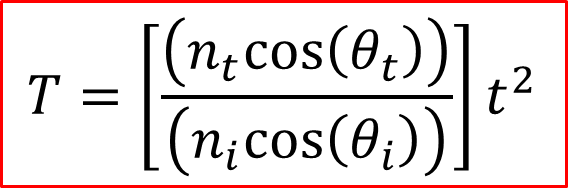 T = [(n_t cos(θ_t)) / (n_i cos(θ_i))] t²